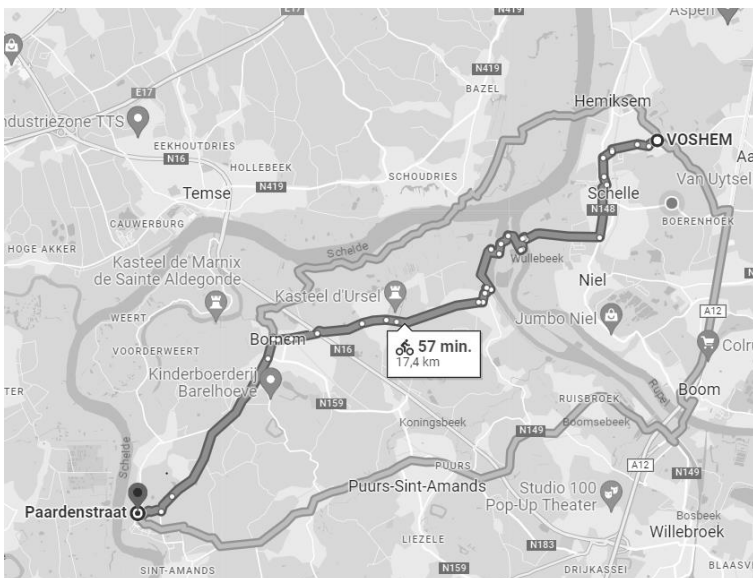 Aspen
E17
N419
N419
BAZEL
Hemiksem
E17
ndustriezone TTS
EEKHOUTDRIES
N16
HOLLEBEEK
SCHOUDRIES
VOSHEM
Aa
Van Uytsel
Temse
N419
Schelle
N148
BOERENHOEK
CAUWERBURG
HOGE AKKER
Schelde
Wullebeek
Kasteel de Marnix
de Sainte Aldegonde
Kasteel d'Ursel
Niel
WEERT
Jumbo Niel
A12
VOORDERWEERT
Bornem
N16
57 min.
17,4 km
Colru
Kinderboerderij
Barelhoeve
TER
N159
Rupel
Boom
RUISBROEK
Koningsbeek
Boomsebeek
N149
Schelde
A12
N149
PUURS
Puurs-Sint-Amands
Studio 100
Pop-Up Theater
Paardenstraat
Bosbeek
Willebroek
LIEZELE
N183
SINT-AMANDS
N159
DRIJKASSEI
BLAASV